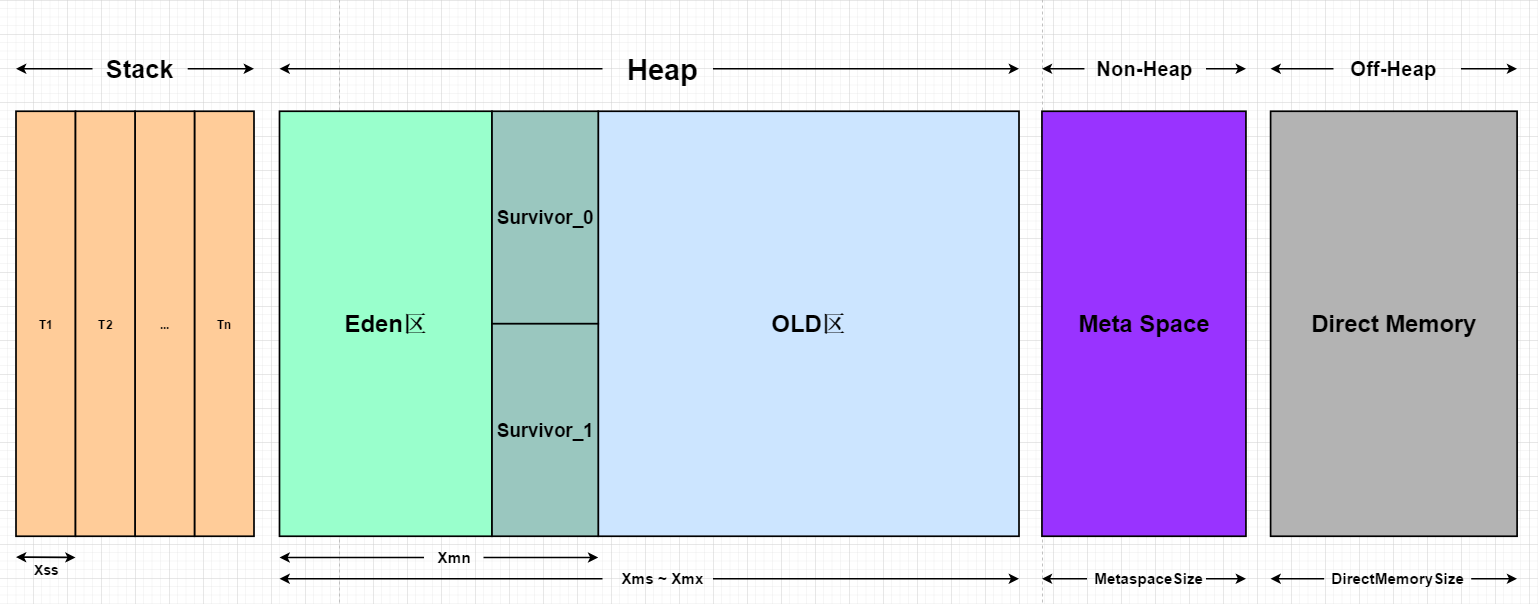 Stack
Heap
Non-Heap
Off-Heap
T1
T2
...
Tn
Eden区
Survivor_0
Survivor_1
OLD区
Meta Space
Direct Memory
Xss
Xmn
Xms ~ Xmx
MetaspaceSize
DirectMemorySize